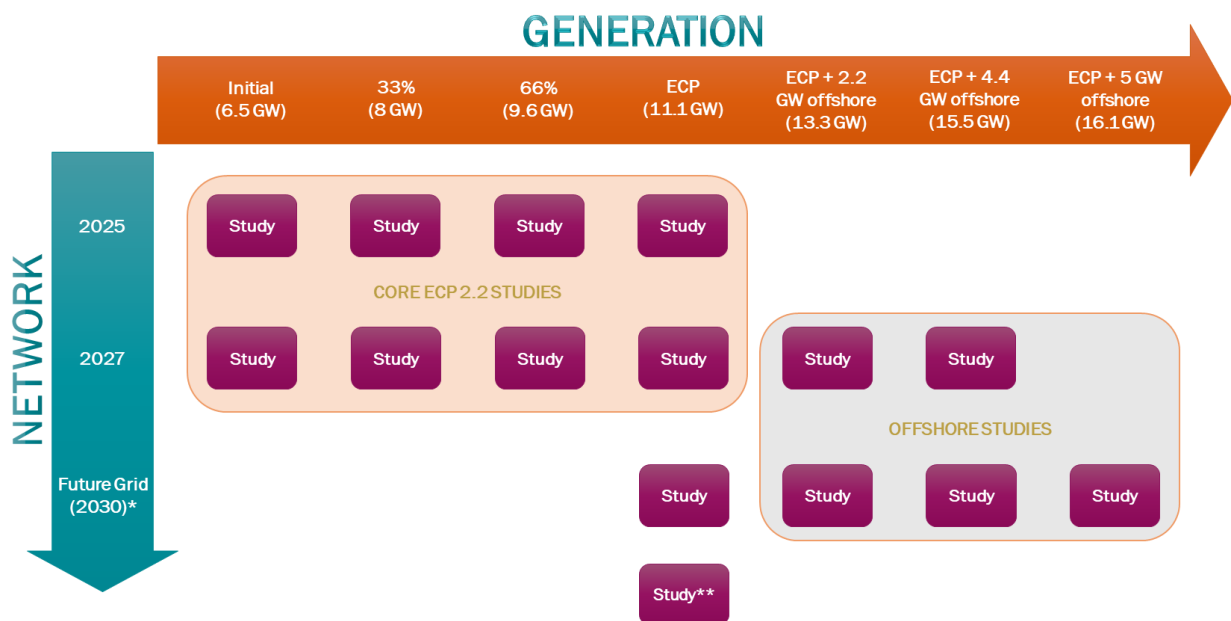 GENERATION
Initial
(6.5 GW)
33%
(8 GW)
66%
(9.6 GW)
ECP
(11.1 GW)
ECP + 2.2
GW offshore
(13.3 GW)
ECP + 4.4
GW offshore
(15.5 GW)
ECP + 5 GW
offshore
(16.1 GW)
NETWORK
2025
Study
Study
Study
Study
CORE ECP 2.2 STUDIES
2027
Study
Study
Study
Study
Study
Study
OFFSHORE STUDIES
Future Grid
(2030)*
Study
Study
Study
Study
Study**